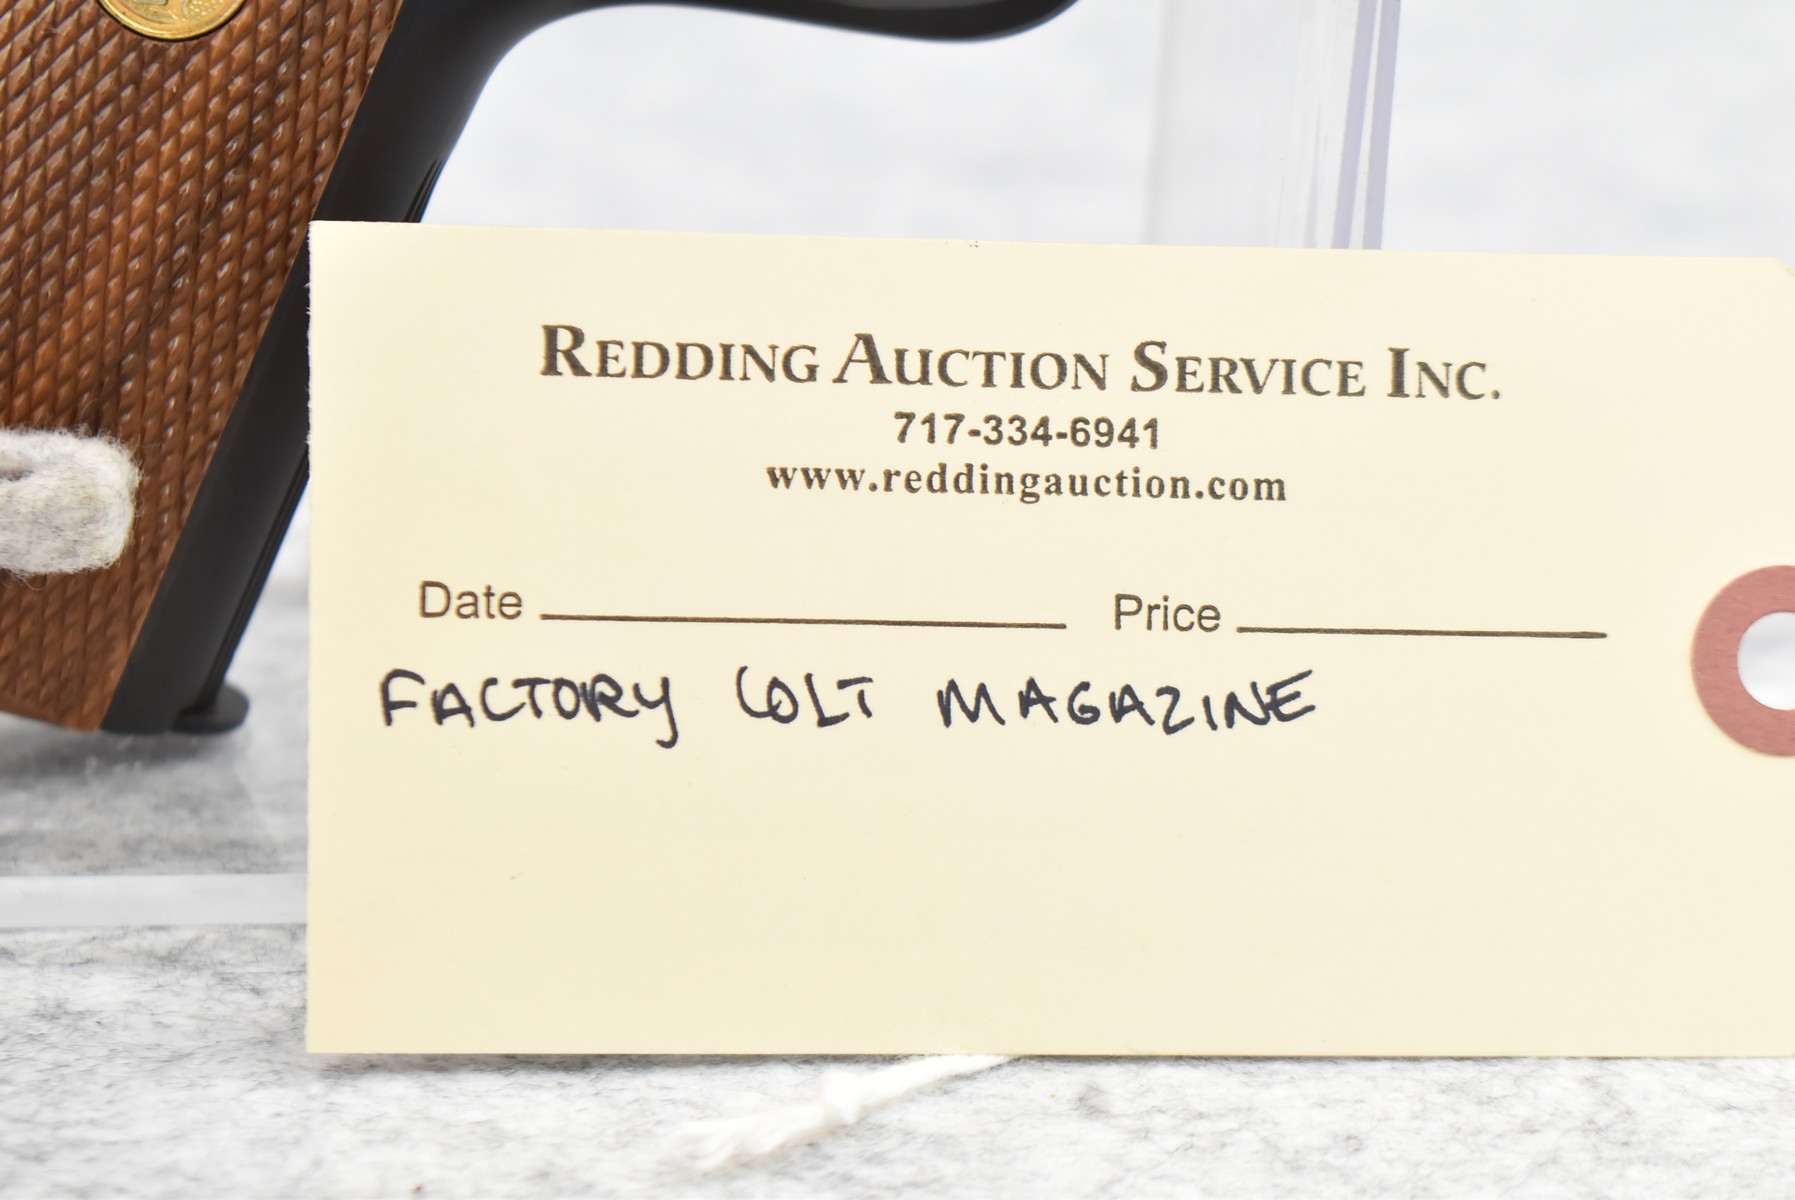 REDDING AUCTION SERVICE INC.
717-334-6941
www.reddingauction.com
Date Price
FACTORY COLT MAGAZINE